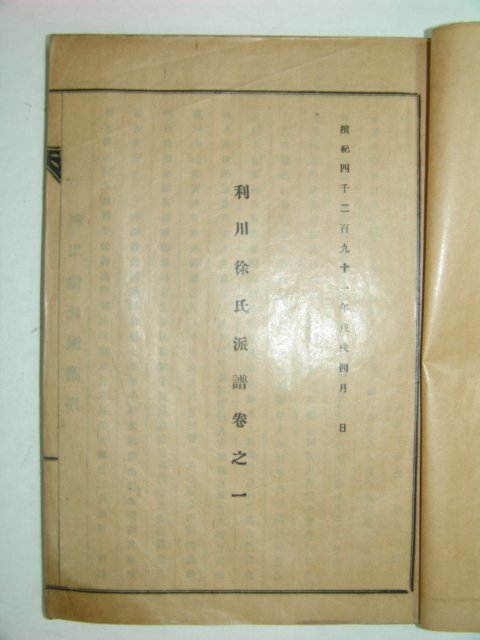 檀紀四千二百九十一年戊戌四月 日
利川徐氏派譜卷之一